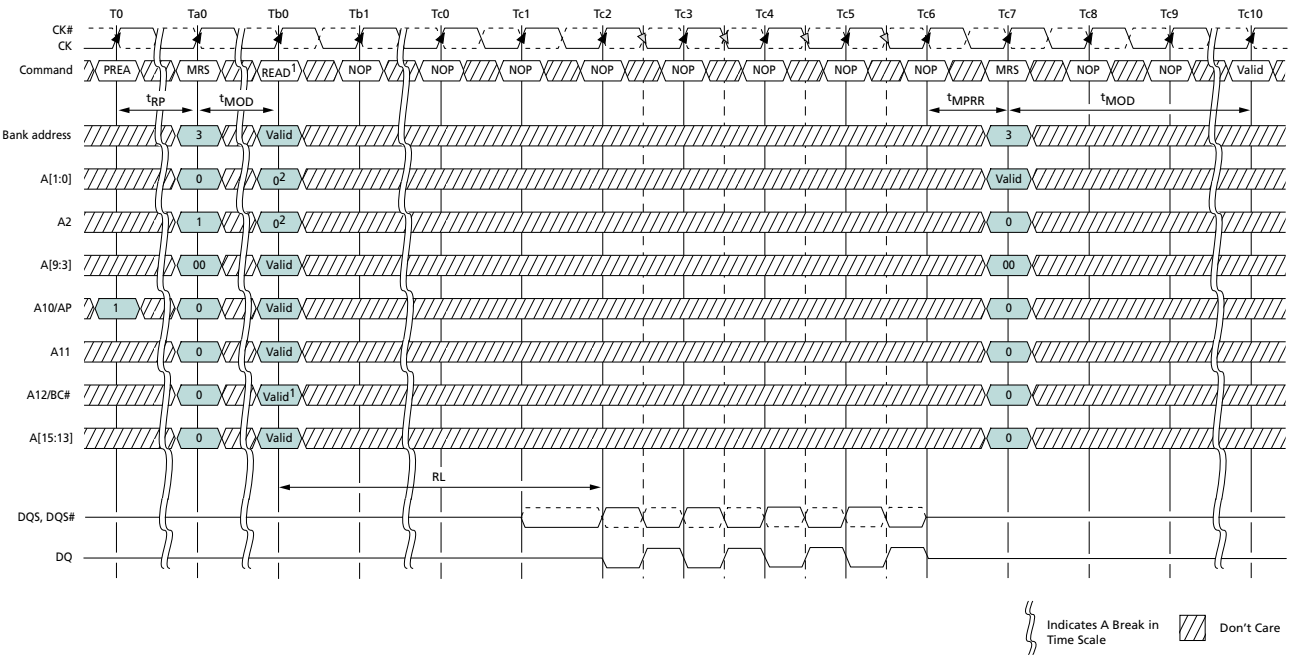 T0 Ta0 Tb0 Tb1 Tc0 Tc1 Tc2 Tc3 Tc4 Tc5 Tc6 Tc7 Tc8 Tc9 Tc10
CK#
CK
Command PREA MRS READ1 NOP NOP NOP NOP NOP NOP NOP NOP MRS NOP NOP Valid
tRP tMOD tMPRR tMOD
Bank address 3 Valid 3
A[1:0] 0 02 Valid
A2 1 02 0
A[9:3] 00 Valid 00
A10/AP 1 0 Valid 0
A11 0 Valid 0
A12/BC# 0 Valid1 0
A[15:13] 0 Valid 0
RL
DQS, DQS#
DQ
Indicates A Break in
Time Scale
Don't Care